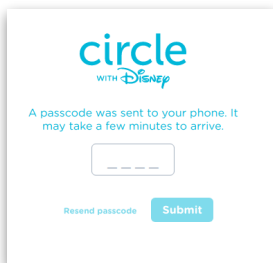 circle
WITH Disney
A passcode was sent to your phone. It
may take a few minutes to arrive.
_ _ _ _
Resend passcode Submit